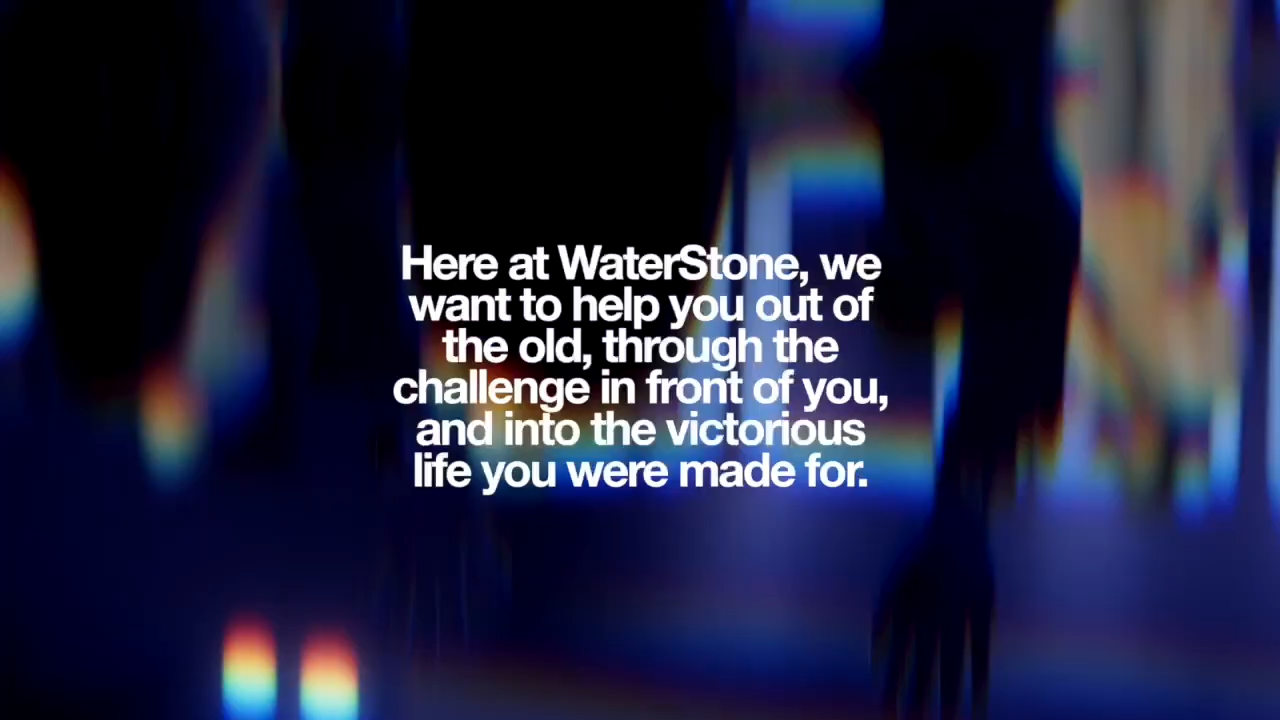 Here at WaterStone, we
want to help you out of
the old, through the
challenge in front of you,
and into the victorious
life you were made for.